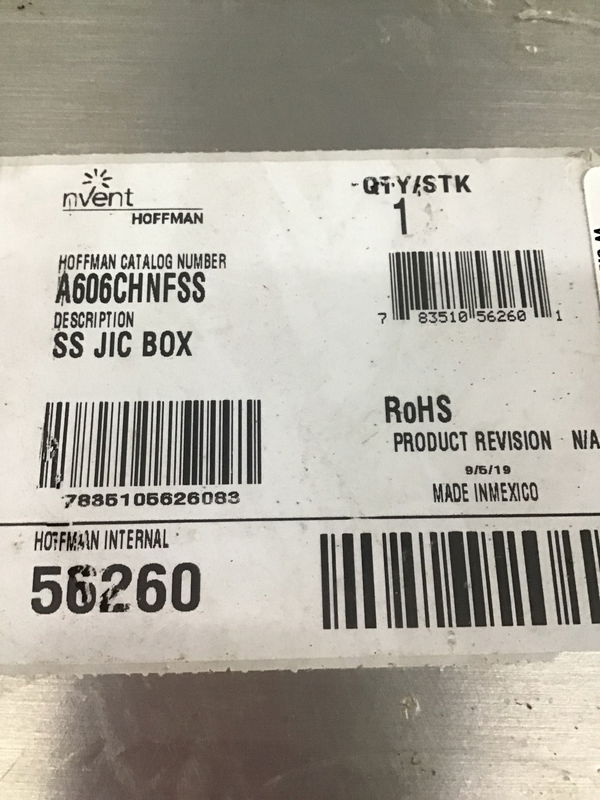 nvent
HOFFMAN
QTY/STK
1
HOFFMAN CATALOG NUMBER
A606CHNFSS
DESCRIPTION
SS JIC BOX
7 83510 56260 1
7835105626083
RoHS
PRODUCT REVISION N/A
9/5/19
MADE INMEXICO
HOFFMAN INTERNAL
56260